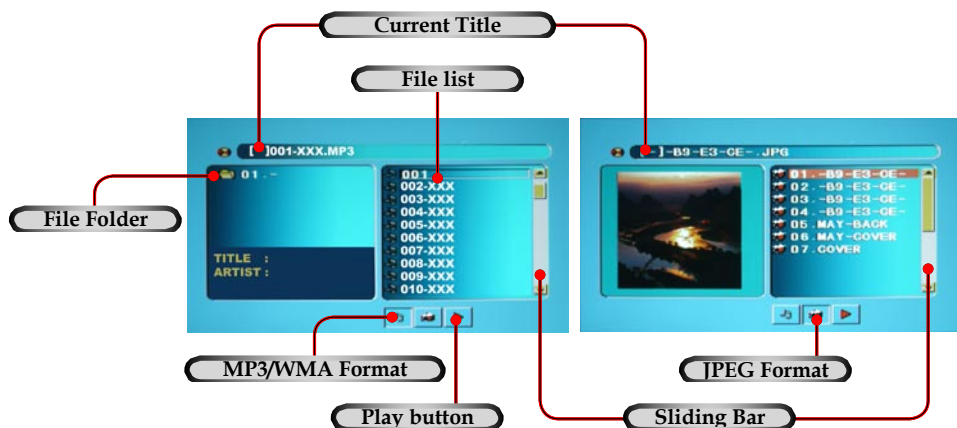 Current Title
File list
[ ]001-XXX.MP3
01.-
File Folder
TITLE :
ARTIST :
001
002-XXX
003-XXX
004-XXX
005-XXX
006-XXX
007-XXX
008-XXX
009-XXX
010-XXX
[ - ]-B9-E3-CE-.JPG
01.-B9-E3-CE-
02.-B9-E3-CE-
03.-B9-E3-CE-
04.-B9-E3-CE-
05.MAY-BACK
06.MAY-COVER
07.COVER
MP3/WMA Format
JPEG Format
Play button
Sliding Bar